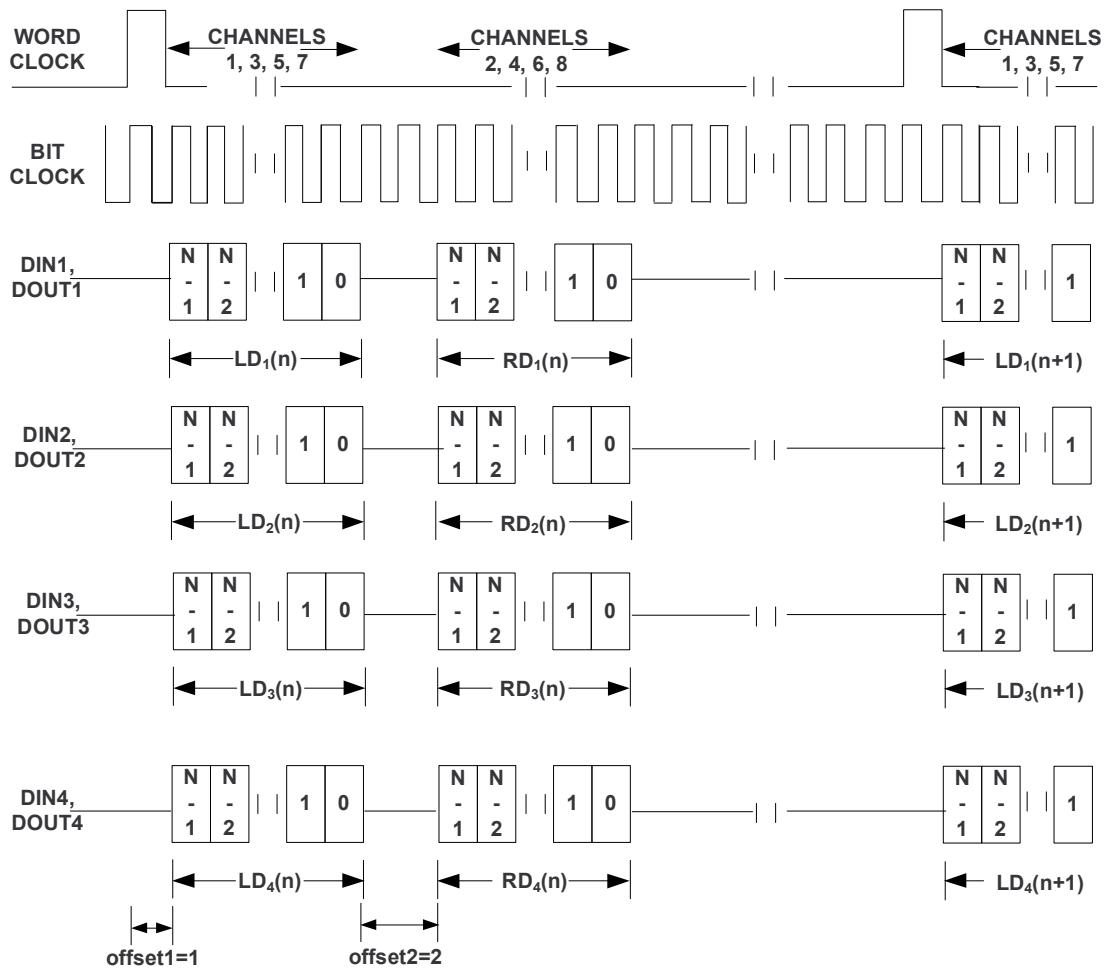 WORD
CLOCK
CHANNELS
1, 3, 5, 7
CHANNELS
2, 4, 6, 8
CHANNELS
1, 3, 5, 7
BIT
CLOCK
DIN1,
DOUT1
N
-
1
N
-
2
1 0
N
-
1
N
-
2
1 0
N
-
1
N
-
2
1
LD₁(n)
RD₁(n)
LD₁(n+1)
DIN2,
DOUT2
N
-
1
N
-
2
1 0
N
-
1
N
-
2
1 0
N
-
1
N
-
2
1
LD₂(n)
RD₂(n)
LD₂(n+1)
DIN3,
DOUT3
N
-
1
N
-
2
1 0
N
-
1
N
-
2
1 0
N
-
1
N
-
2
1
LD₃(n)
RD₃(n)
LD₃(n+1)
DIN4,
DOUT4
N
-
1
N
-
2
1 0
N
-
1
N
-
2
1 0
N
-
1
N
-
2
1
LD₄(n)
RD₄(n)
LD₄(n+1)
offset1=1
offset2=2